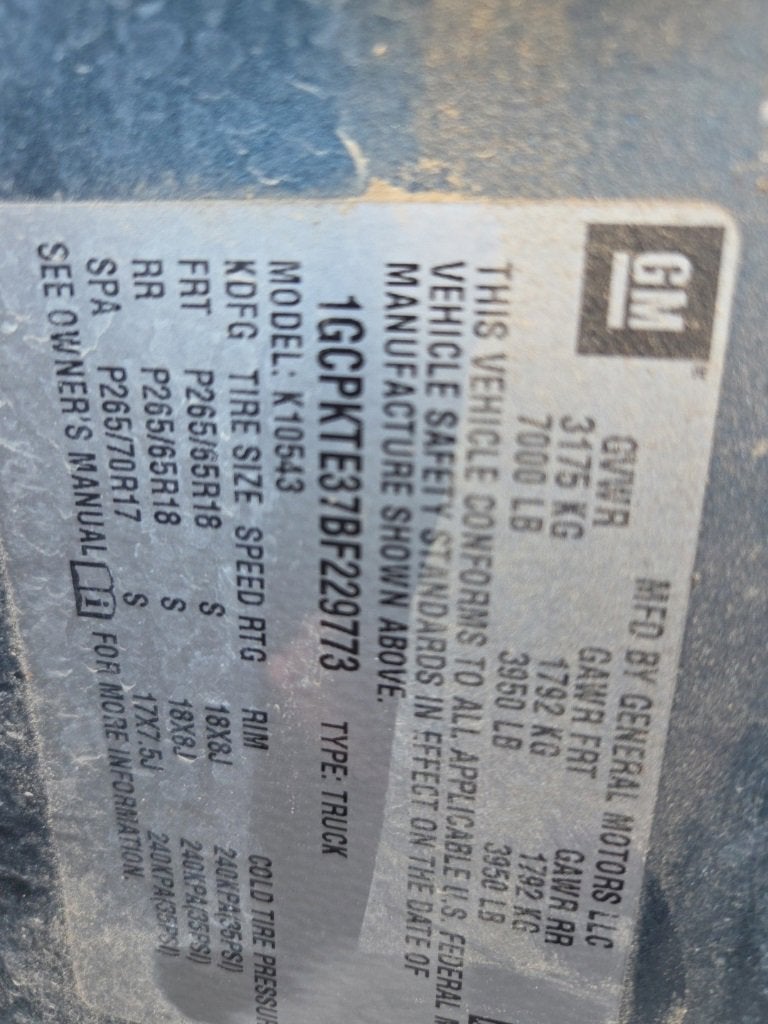 GM
MFD BY GENERAL MOTORS LLC
GVWR GAWR FRT GAWR RR
3175 KG 1792 KG 1792 KG
7000 LB 3950 LB 3950 LB
THIS VEHICLE CONFORMS TO ALL APPLICABLE U.S. FEDERAL
VEHICLE SAFETY STANDARDS IN EFFECT ON THE DATE OF
MANUFACTURE SHOWN ABOVE.
1GCPKTE37BF229773 TYPE: TRUCK
MODEL: K10543
KDFG TIRE SIZE SPEED RTG RIM COLD TIRE PRESSUR
FRT P265/65R18 S 18X8J 240KPA(35PSI)
RR P265/65R18 S 18X8J 240KPA(35PSI)
SPA P265/70R17 S 17X7.5J 240KPA(35PSI)
SEE OWNER'S MANUAL FOR MORE INFORMATION.